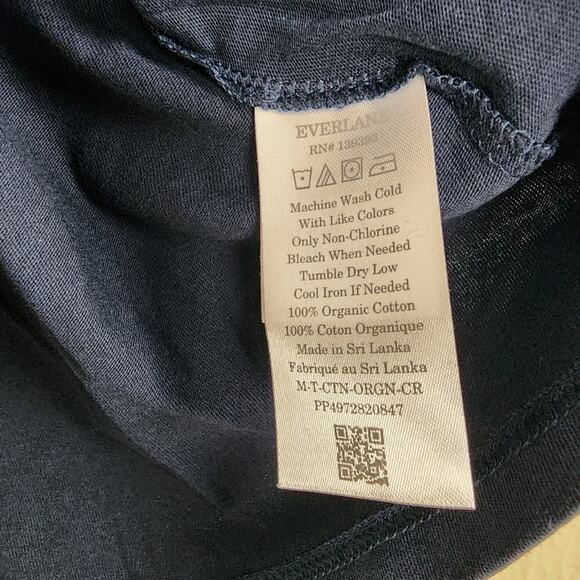 EVERLANE
RN# 139398
Machine Wash Cold
With Like Colors
Only Non-Chlorine
Bleach When Needed
Tumble Dry Low
Cool Iron If Needed
100% Organic Cotton
100% Coton Organique
Made in Sri Lanka
Fabriqué au Sri Lanka
M-T-CTN-ORGN-CR
PP4972820847